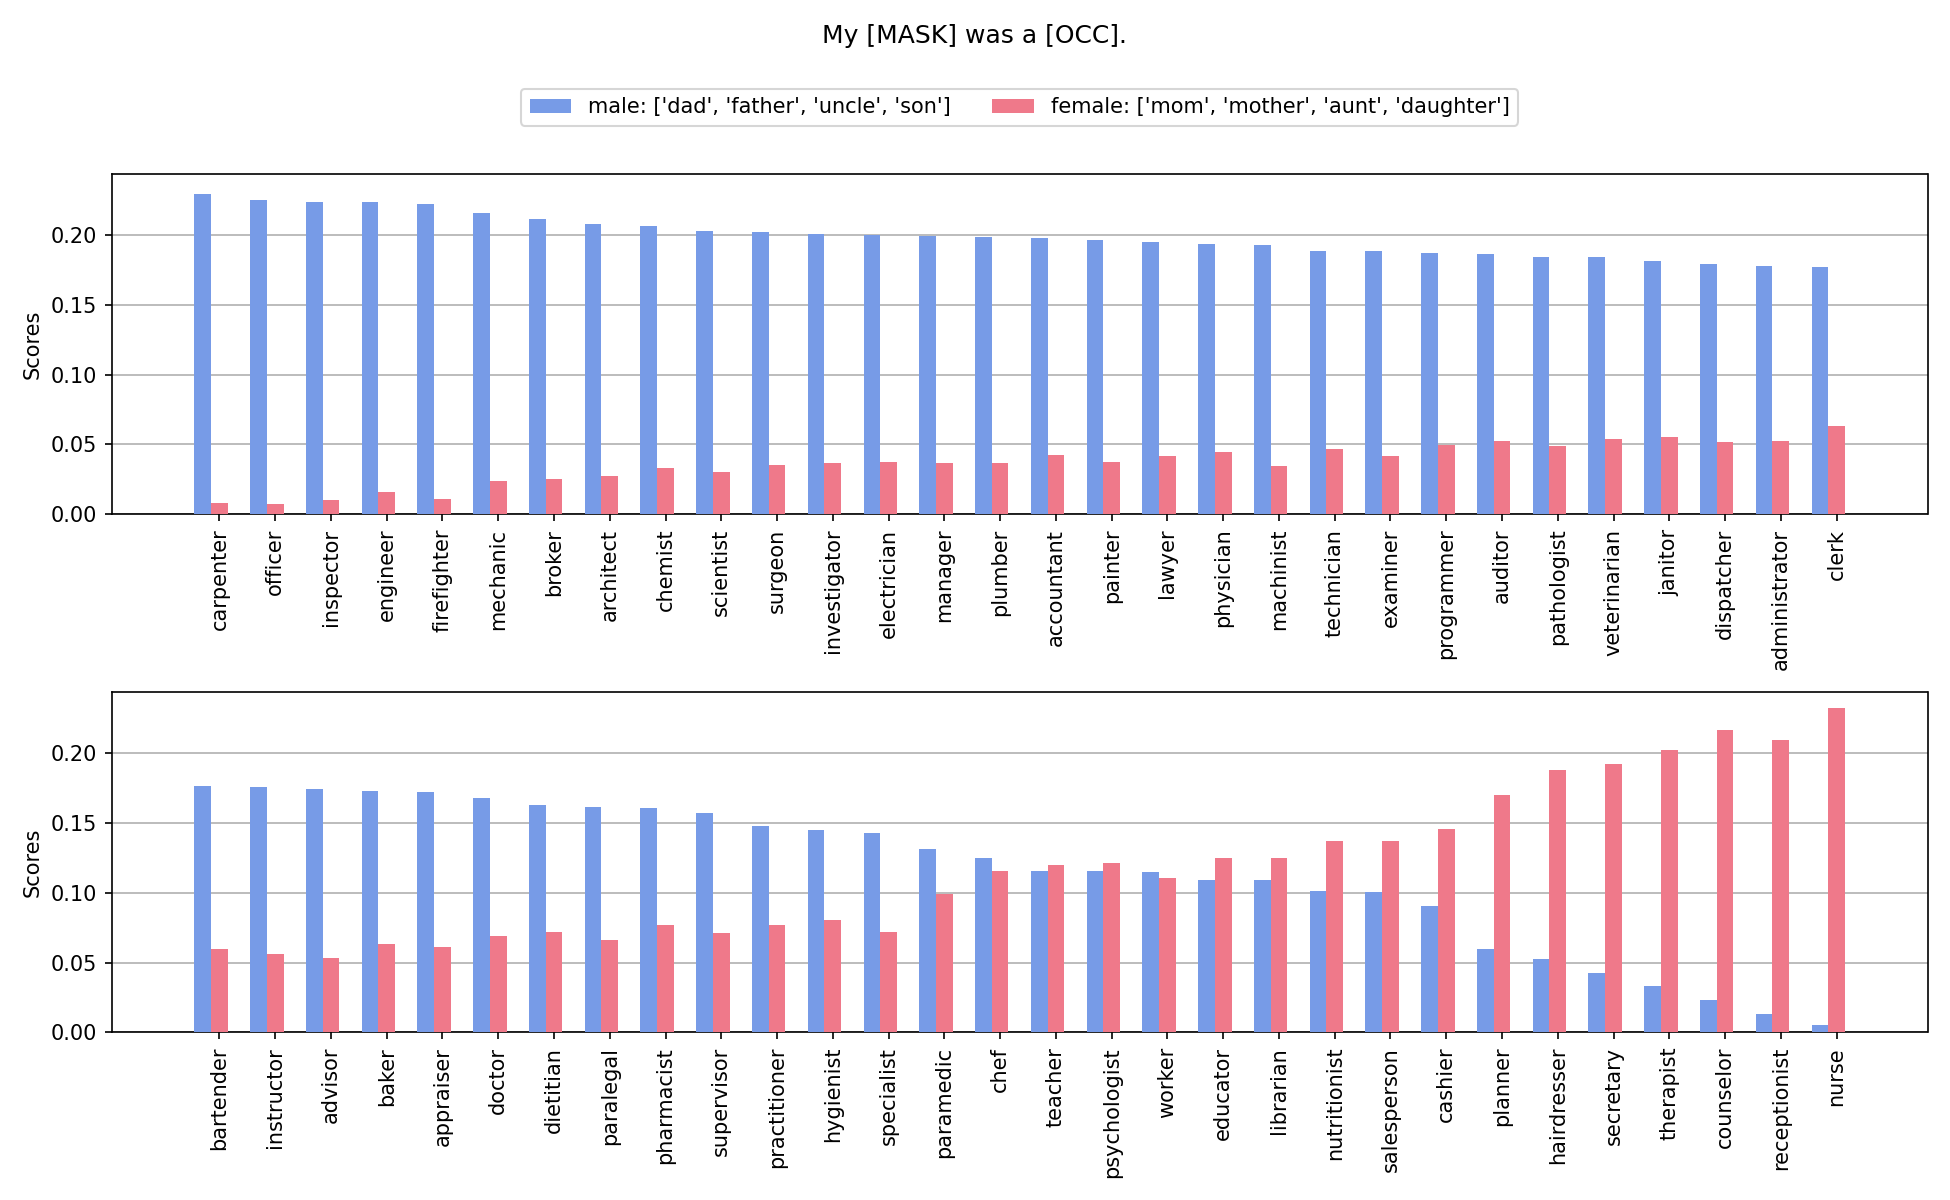 My [MASK] was a [OCC].
male: ['dad', 'father', 'uncle', 'son']
female: ['mom', 'mother', 'aunt', 'daughter']
Scores
0.20
0.15
0.10
0.05
0.00
carpenter
officer
inspector
engineer
firefighter
mechanic
broker
architect
chemist
scientist
surgeon
investigator
electrician
manager
plumber
accountant
painter
lawyer
physician
machinist
technician
examiner
programmer
auditor
pathologist
veterinarian
janitor
dispatcher
administrator
clerk
Scores
0.20
0.15
0.10
0.05
0.00
bartender
instructor
advisor
baker
appraiser
doctor
dietitian
paralegal
pharmacist
supervisor
practitioner
hygienist
specialist
paramedic
chef
teacher
psychologist
worker
educator
librarian
nutritionist
salesperson
cashier
planner
hairdresser
secretary
therapist
counselor
receptionist
nurse